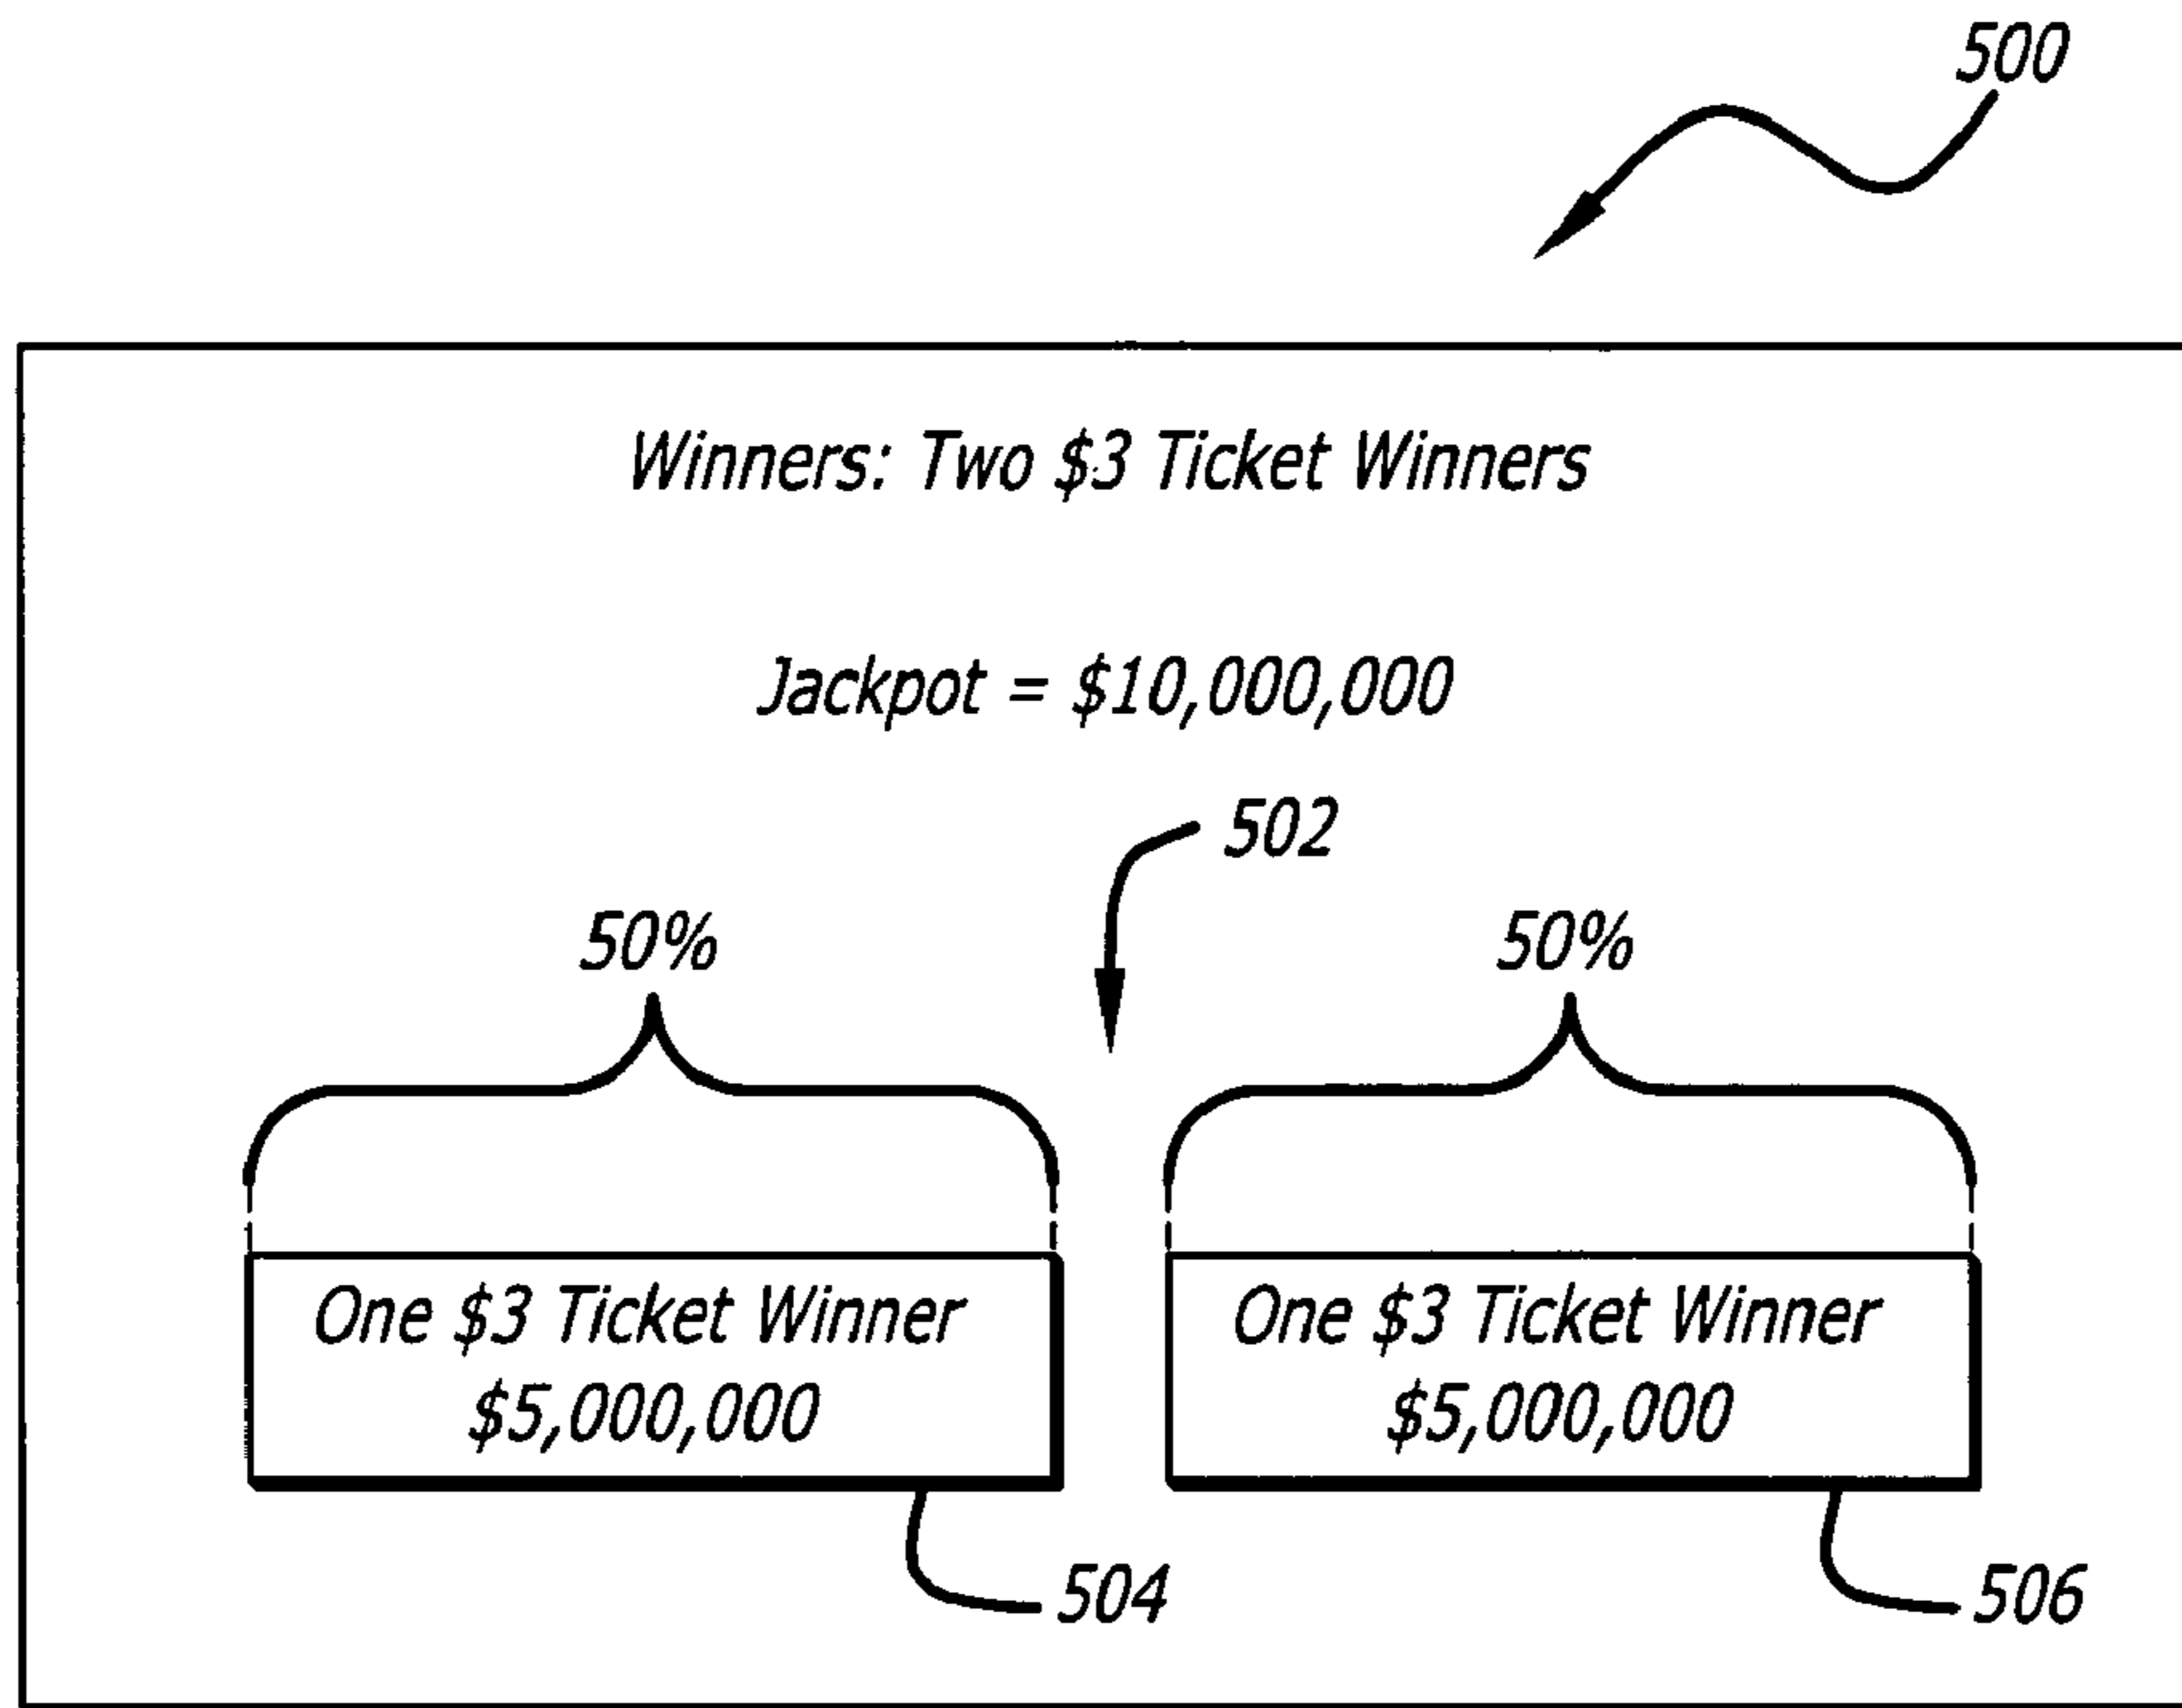 500
Winners: Two $3 Ticket Winners
Jackpot = $10,000,000
502
50%
50%
One $3 Ticket Winner
$5,000,000
One $3 Ticket Winner
$5,000,000
504
506